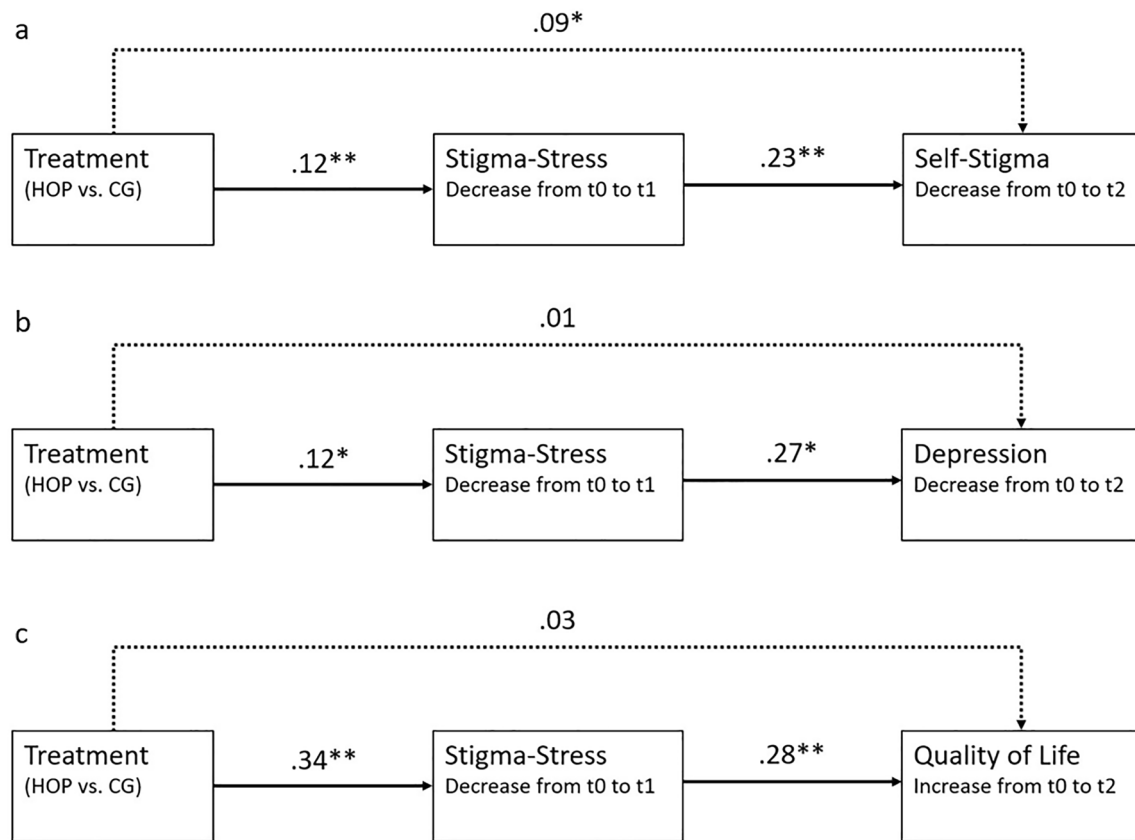 a
.09*
Treatment
(HOP vs. CG)
.12**
Stigma-Stress
Decrease from t0 to t1
.23**
Self-Stigma
Decrease from t0 to t2
b
.01
Treatment
(HOP vs. CG)
.12*
Stigma-Stress
Decrease from t0 to t1
.27*
Depression
Decrease from t0 to t2
c
.03
Treatment
(HOP vs. CG)
.34**
Stigma-Stress
Decrease from t0 to t1
.28**
Quality of Life
Increase from t0 to t2